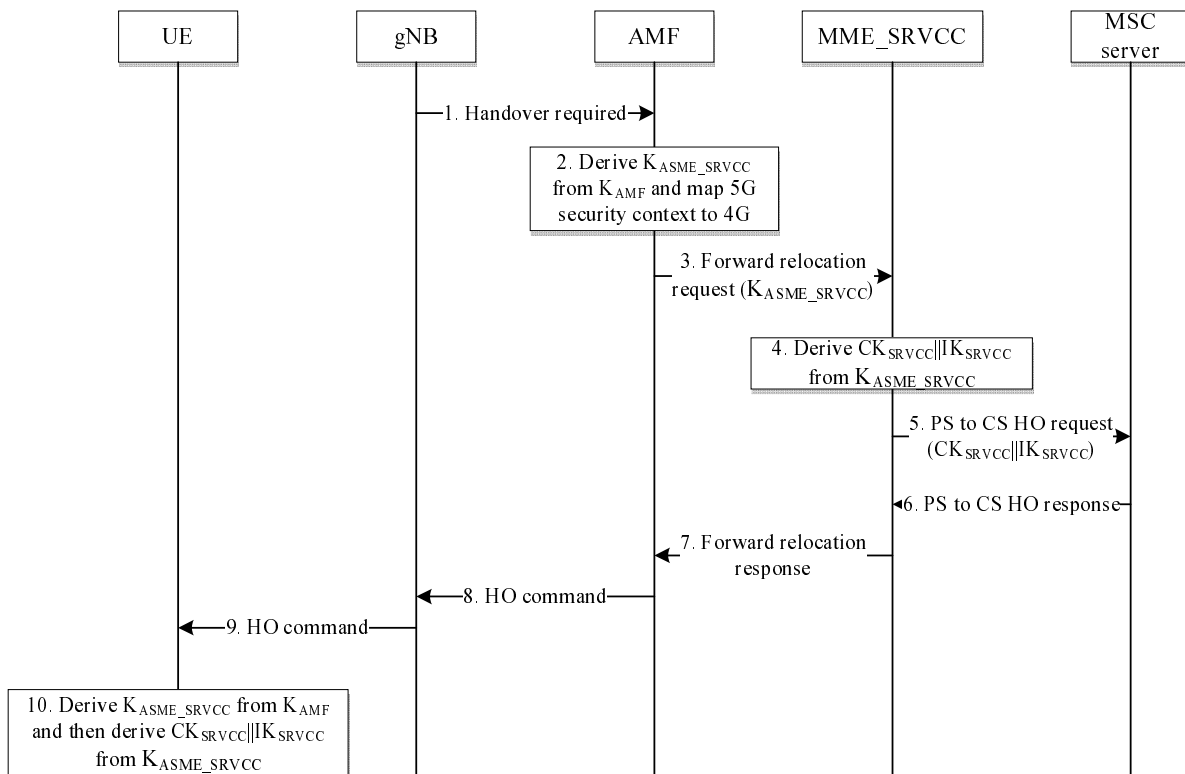 UE
gNB
AMF
MME_SRVCC
MSC
server
1. Handover required
2. Derive KASME_SRVCC
from KAMF and map 5G
security context to 4G
3. Forward relocation
request (KASME_SRVCC)
4. Derive CKSRVCC||IKSRVCC
from KASME_SRVCC
5. PS to CS HO request
(CKSRVCC||IKSRVCC)
6. PS to CS HO response
7. Forward relocation
response
8. HO command
9. HO command
10. Derive KASME_SRVCC from KAMF
and then derive CKSRVCC||IKSRVCC
from KASME_SRVCC